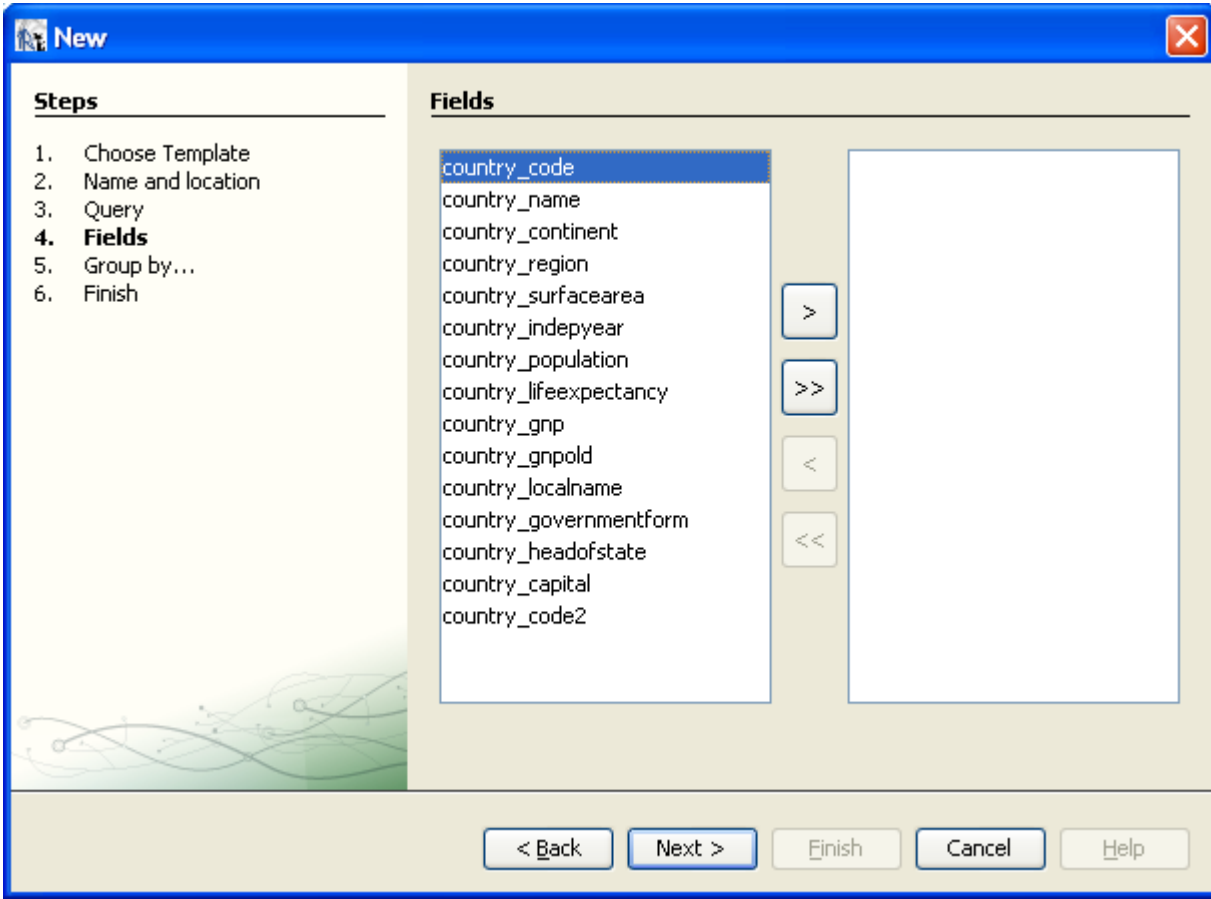 New
Steps
1. Choose Template
2. Name and location
3. Query
4. Fields
5. Group by...
6. Finish
Fields
country_code
country_name
country_continent
country_region
country_surfacearea
country_indepyear
country_population
country_lifeexpectancy
country_gnp
country_gnpold
country_localname
country_governmentform
country_headofstate
country_capital
country_code2
>
>>
<
<<
< Back
Next >
Finish
Cancel
Help